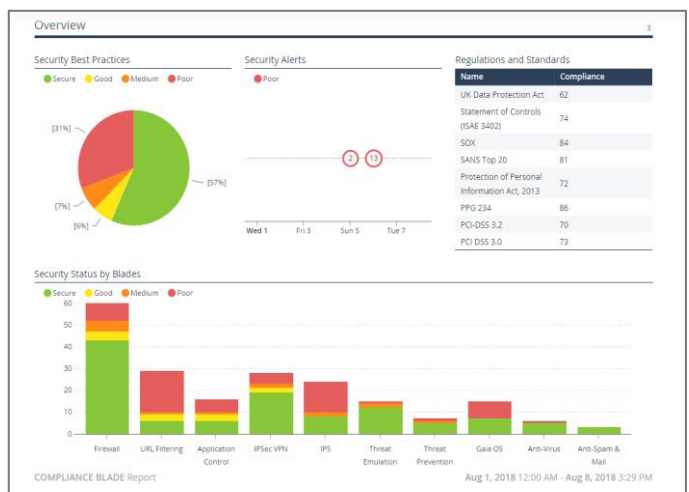 Overview
3
Security Best Practices
Secure Good Medium Poor
[31%]
[57%]
[7%]
[6%]
Security Alerts
Poor
2 13
Wed 1 Fri 3 Sun 5 Tue 7
Regulations and Standards
Name Compliance
UK Data Protection Act 62
Statement of Controls
(ISAE 3402) 74
SOX 84
SANS Top 20 81
Protection of Personal
Information Act, 2013 72
PPG 234 86
PCI-DSS 3.2 70
PCI DSS 3.0 73
Security Status by Blades
Secure Good Medium Poor
60
50
40
30
20
10
0
Firewall URL Filtering Application Control IPSec VPN IPS Threat Emulation Threat Prevention Gaia OS Anti-Virus Anti-Spam & Mail
COMPLIANCE BLADE Report
Aug 1, 2018 12:00 AM - Aug 8, 2018 3:29 PM